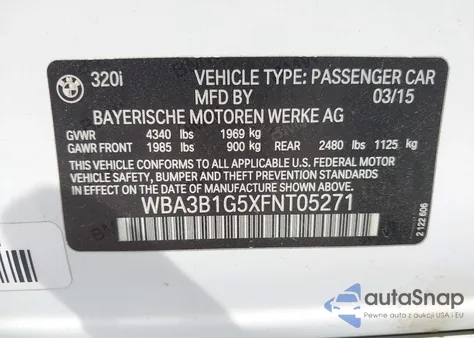 320i VEHICLE TYPE: PASSENGER CAR
MFD BY 03/15
BAYERISCHE MOTOREN WERKE AG
GVWR 4340 lbs 1969 kg
GAWR FRONT 1985 lbs 900 kg REAR 2480 lbs 1125 kg
THIS VEHICLE CONFORMS TO ALL APPLICABLE U.S. FEDERAL MOTOR
VEHICLE SAFETY, BUMPER AND THEFT PREVENTION STANDARDS
IN EFFECT ON THE DATE OF MANUFACTURE SHOWN ABOVE.
WBA3B1G5XFNT05271
2 122 606
autoSnap
Pewne auto z USA i EU